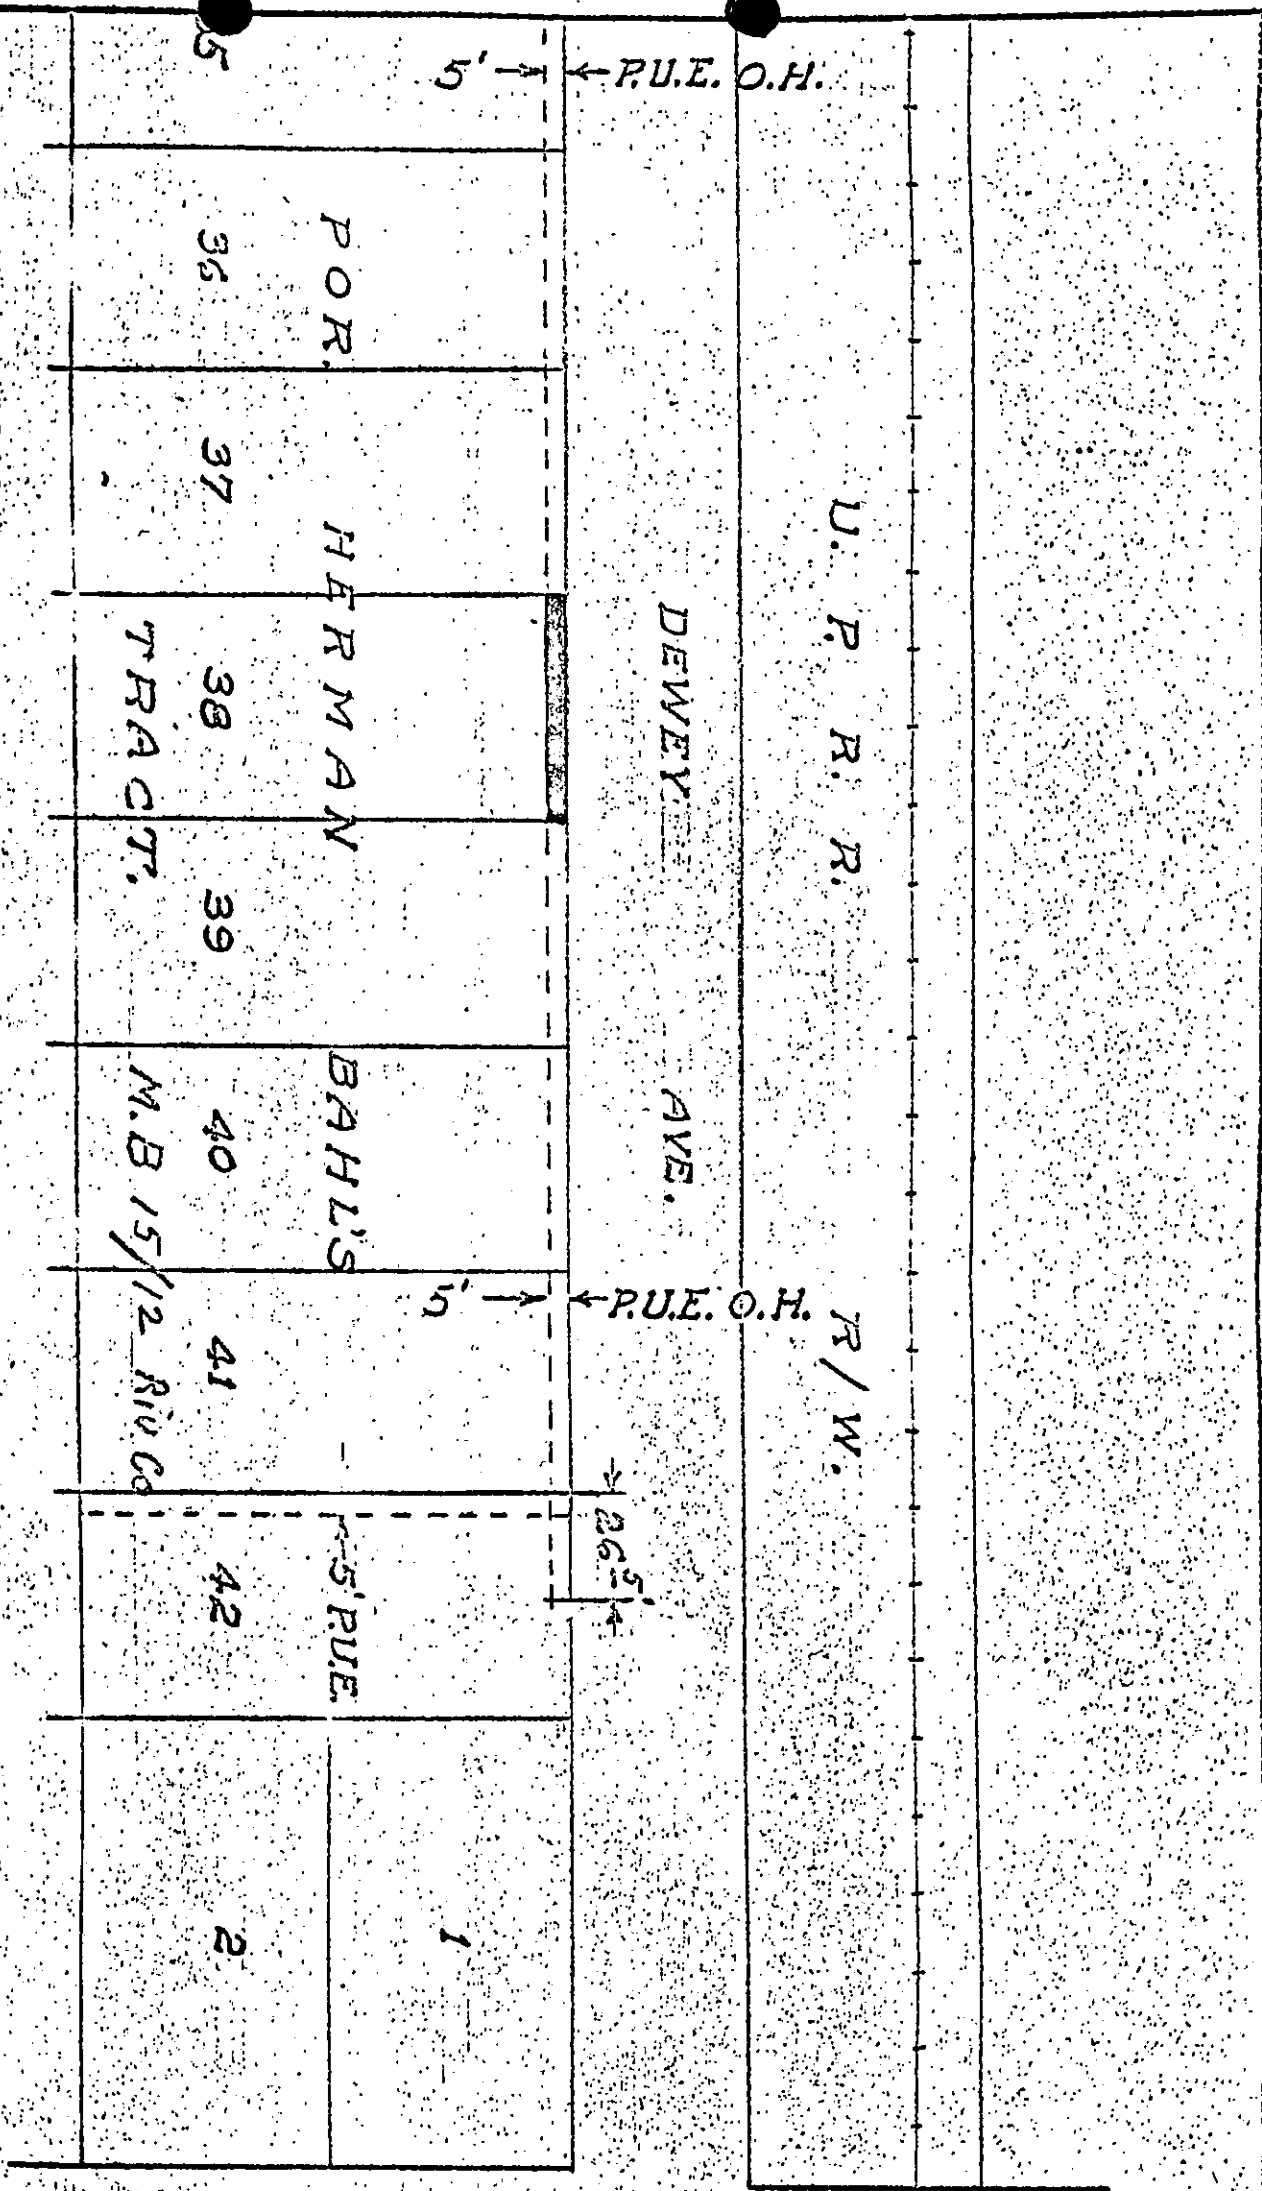 5' P.U.E. O.H.
U. P. R. R. R/W.
DEWEY AVE.
26.5'
5' P.U.E. O.H.
POR. HERMAN BAHL'S
5' P.U.E.
36 37 38 39 40 41 42
TRACT. M.B 15/12 Riv. Co
1
2